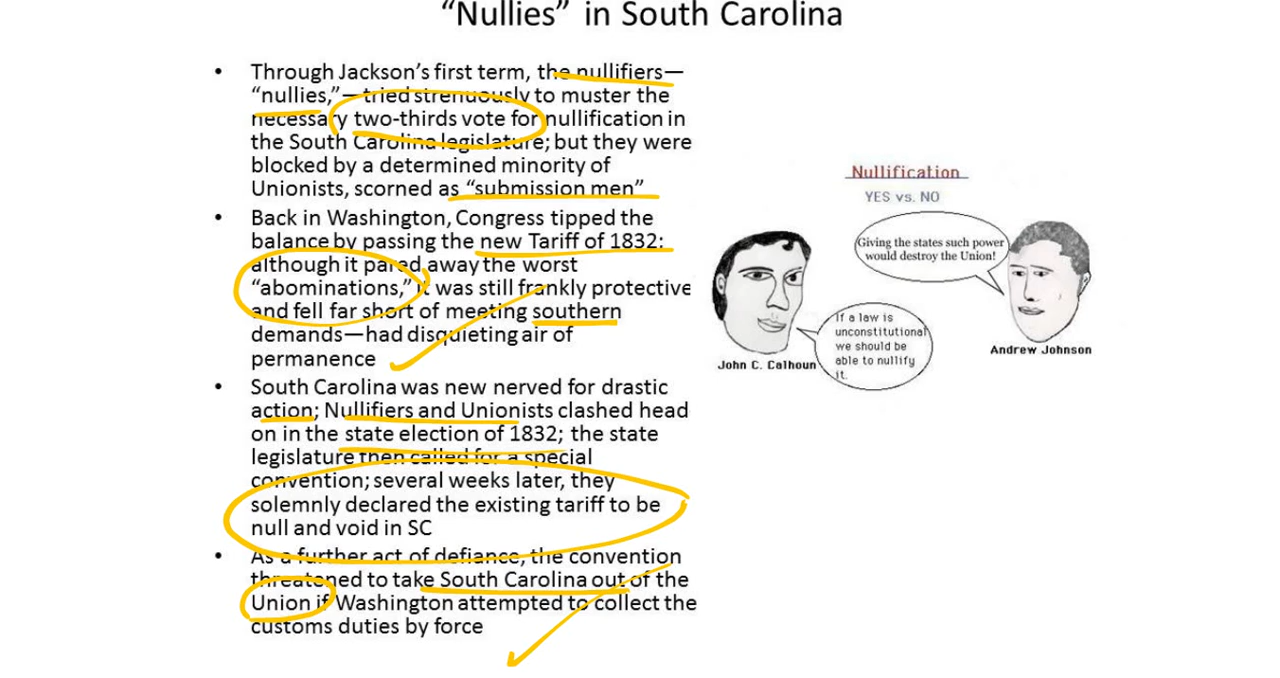 “Nullies” in South Carolina
• Through Jackson’s first term, the nullifiers—
“nullies,”—tried strenuously to muster the
necessary two-thirds vote for nullification in
the South Carolina legislature; but they were
blocked by a determined minority of
Unionists, scorned as “submission men”
• Back in Washington, Congress tipped the
balance by passing the new Tariff of 1832;
although it pared away the worst
“abominations,” it was still frankly protective
and fell far short of meeting southern
demands—had disquieting air of
permanence
• South Carolina was new nerved for drastic
action; Nullifiers and Unionists clashed head
on in the state election of 1832; the state
legislature then called for a special
convention; several weeks later, they
solemnly declared the existing tariff to be
null and void in SC
• As a further act of defiance, the convention
threatened to take South Carolina out of the
Union if Washington attempted to collect the
customs duties by force
Nullification
YES vs. NO
Giving the states such power
would destroy the Union!
If a law is
unconstitutional
we should be
able to nullify
it.
John C. Calhoun
Andrew Johnson